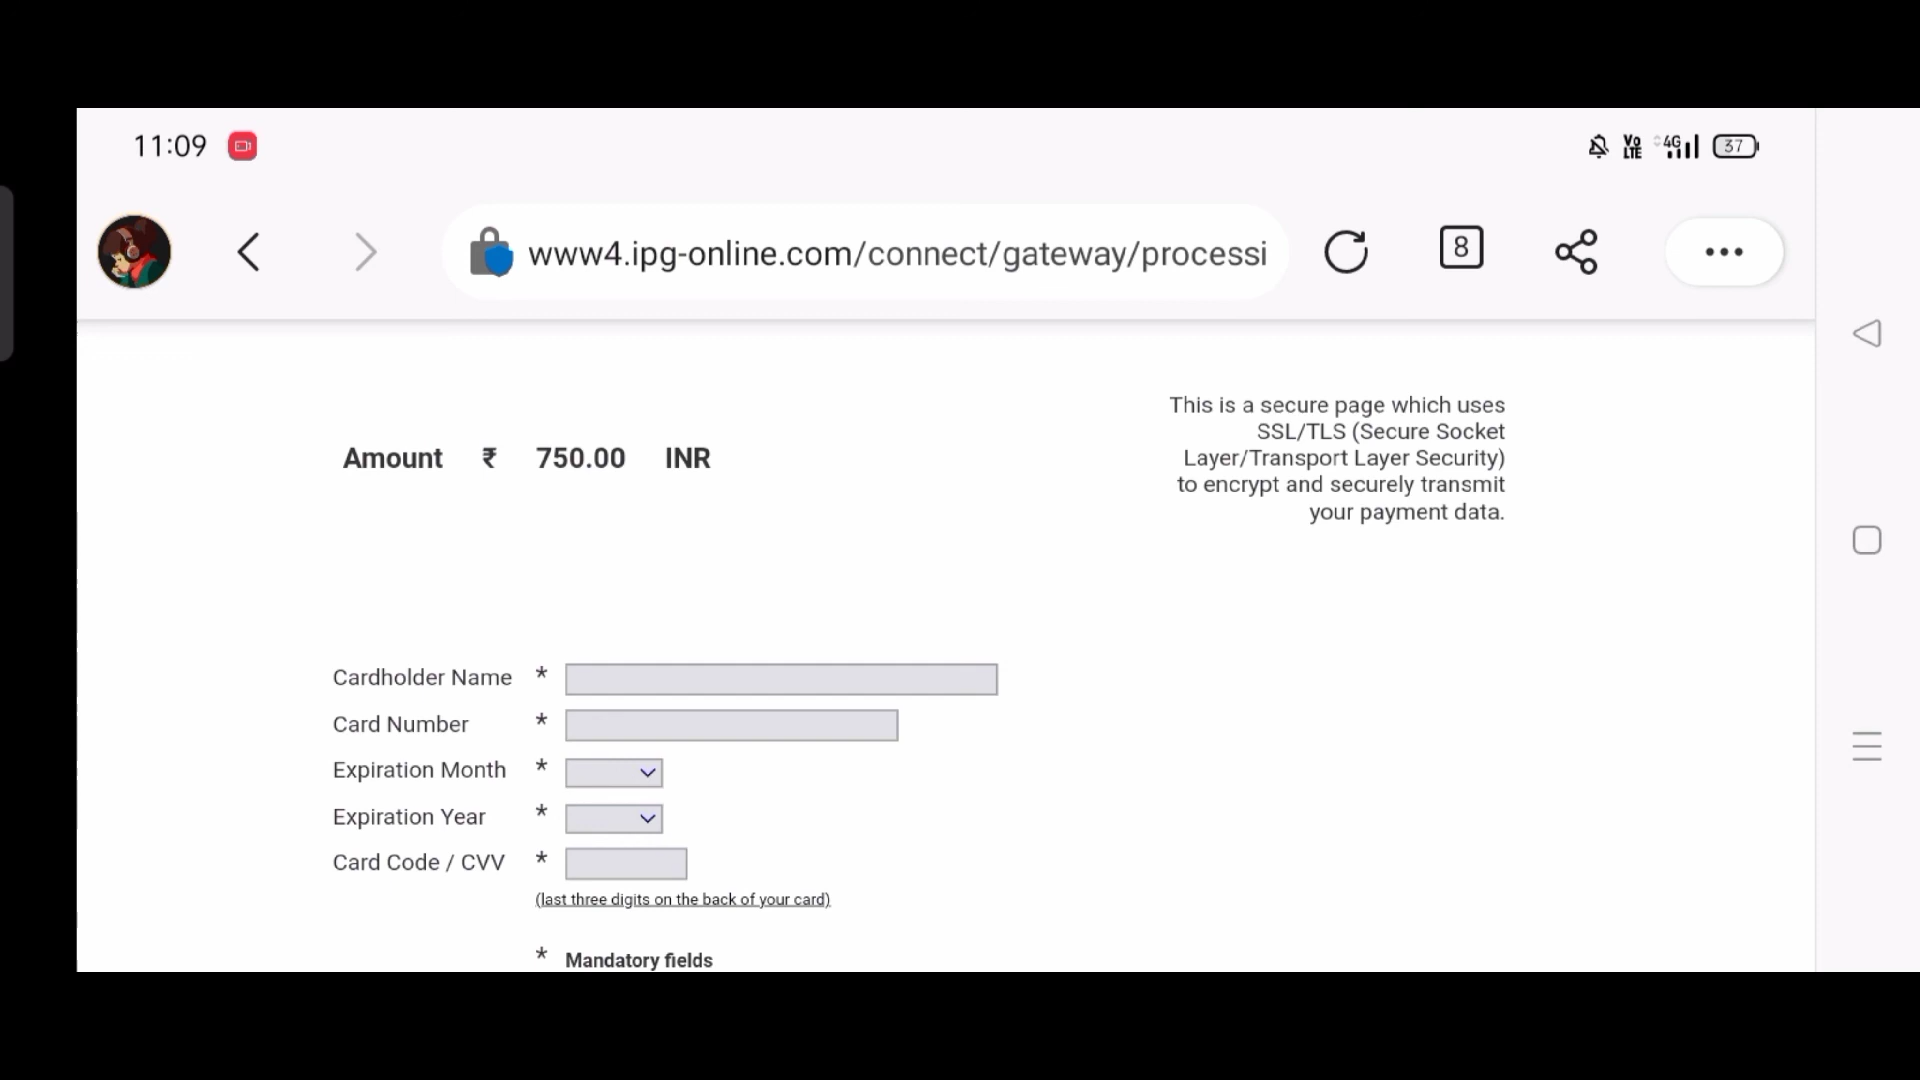 11:09
Vo LTE 4G 37
www4.ipg-online.com/connect/gateway/processi
8
This is a secure page which uses
SSL/TLS (Secure Socket
Layer/Transport Layer Security)
to encrypt and securely transmit
your payment data.
Amount ₹ 750.00 INR
Cardholder Name *
Card Number *
Expiration Month *
Expiration Year *
Card Code / CVV *
(last three digits on the back of your card)
* Mandatory fields